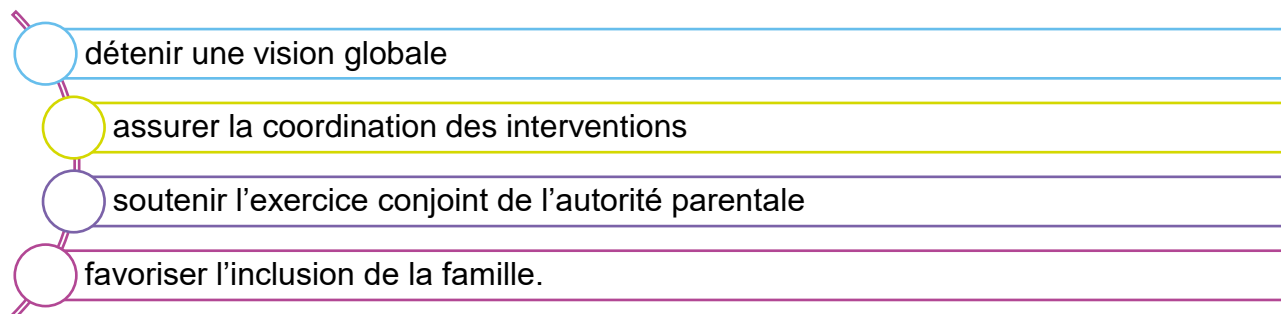 détenir une vision globale
assurer la coordination des interventions
soutenir l’exercice conjoint de l’autorité parentale
favoriser l’inclusion de la famille.